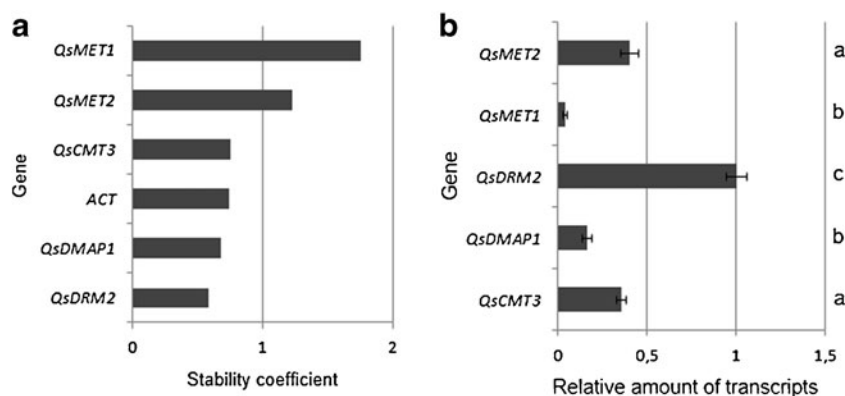 a
QsMET1
QsMET2
QsCMT3
ACT
QsDMAP1
QsDRM2
Gene
0 1 2
Stability coefficient
b
QsMET2 a
QsMET1 b
QsDRM2 c
QsDMAP1 b
QsCMT3 a
Gene
0 0,5 1 1,5
Relative amount of transcripts